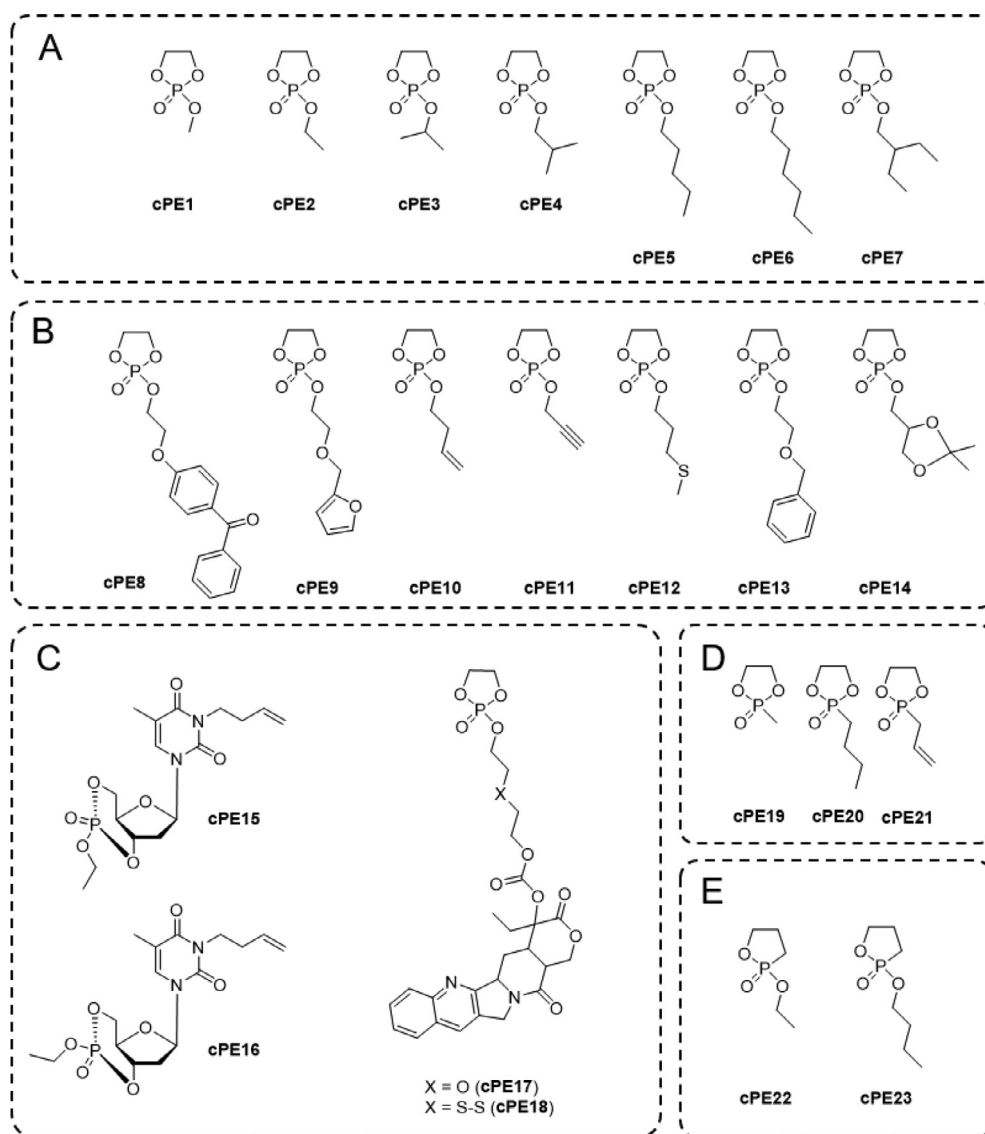 A
cPE1 cPE2 cPE3 cPE4
cPE5 cPE6 cPE7
B
cPE8 cPE9 cPE10 cPE11 cPE12 cPE13 cPE14
C
cPE15
cPE16
X = O (cPE17)
X = S-S (cPE18)
D
cPE19 cPE20 cPE21
E
cPE22 cPE23